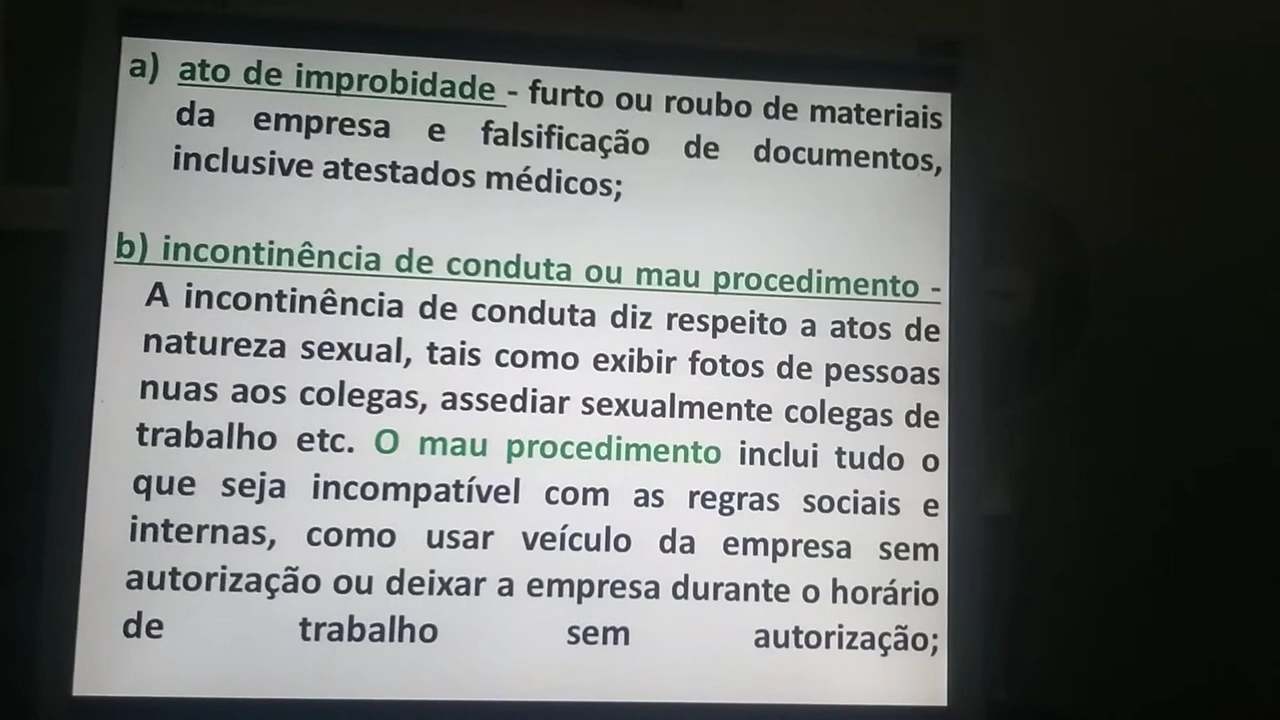 a) ato de improbidade - furto ou roubo de materiais
da empresa e falsificação de documentos,
inclusive atestados médicos;
b) incontinência de conduta ou mau procedimento -
A incontinência de conduta diz respeito a atos de
natureza sexual, tais como exibir fotos de pessoas
nuas aos colegas, assediar sexualmente colegas de
trabalho etc. O mau procedimento inclui tudo o
que seja incompatível com as regras sociais e
internas, como usar veículo da empresa sem
autorização ou deixar a empresa durante o horário
de trabalho sem autorização;